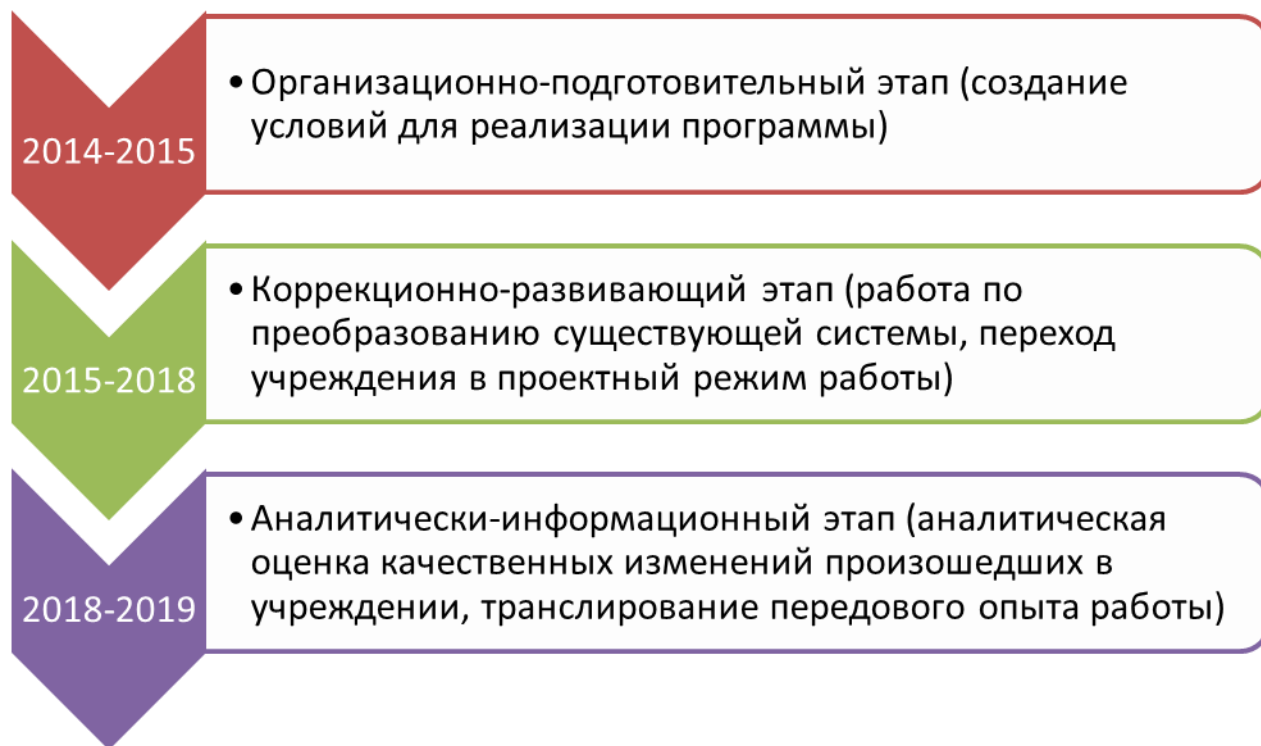 2014-2015
• Организационно-подготовительный этап (создание
условий для реализации программы)
2015-2018
• Коррекционно-развивающий этап (работа по
преобразованию существующей системы, переход
учреждения в проектный режим работы)
2018-2019
• Аналитически-информационный этап (аналитическая
оценка качественных изменений произошедших в
учреждении, транслирование передового опыта работы)